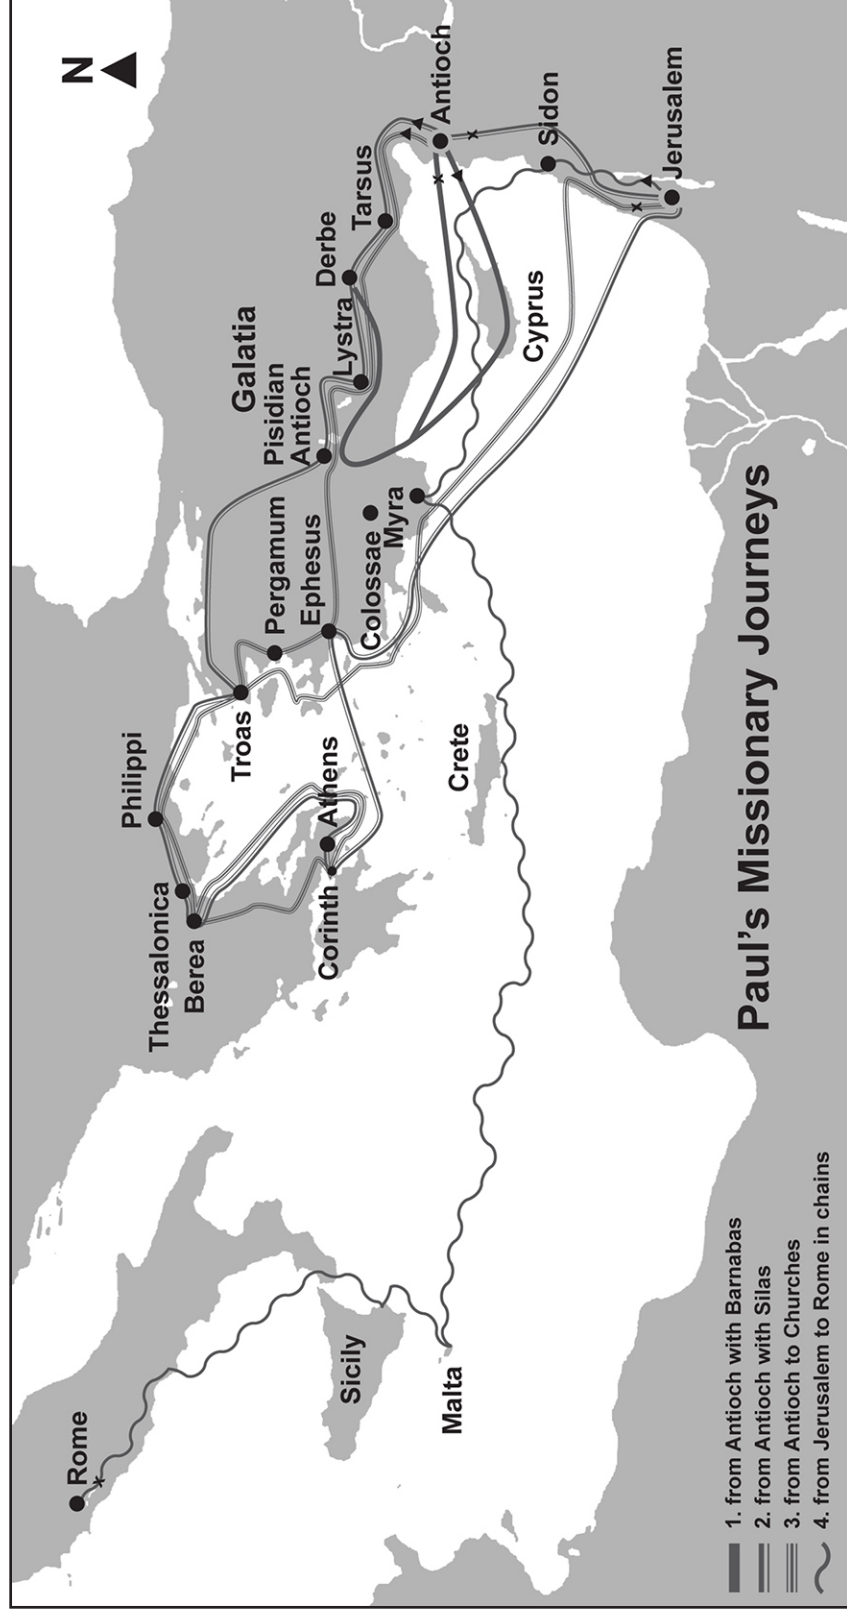 N
Rome
Sicily
Malta
Thessalonica
Berea
Philippi
Corinth
Athens
Crete
Troas
Pergamum
Ephesus
Colossae
Myra
Galatia
Pisidian
Antioch
Lystra
Derbe
Tarsus
Cyprus
Antioch
Sidon
Jerusalem
Paul's Missionary Journeys
1. from Antioch with Barnabas
2. from Antioch with Silas
3. from Antioch to Churches
4. from Jerusalem to Rome in chains